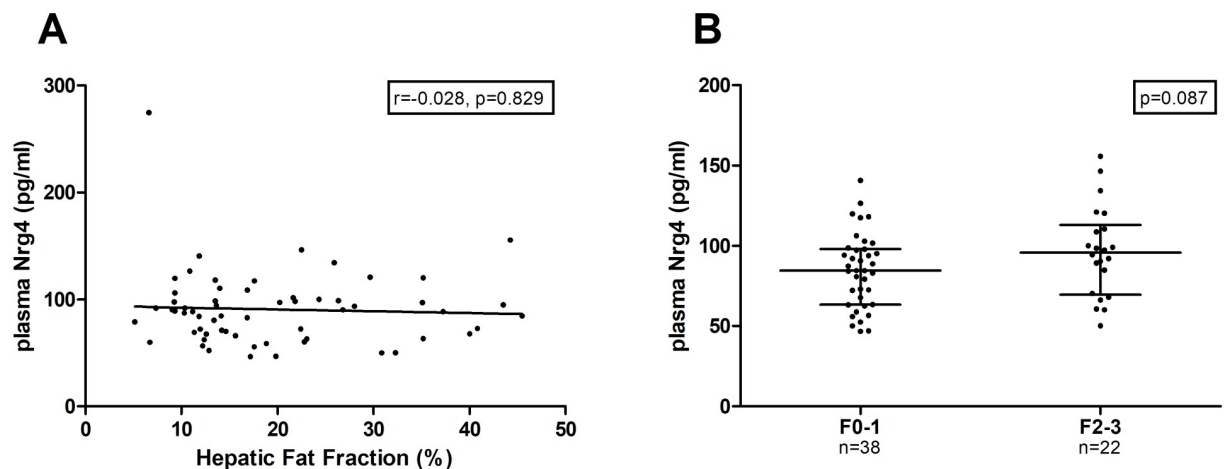 A
B
300
200
100
0
plasma Nrg4 (pg/ml)
r=-0.028, p=0.829
0 10 20 30 40 50
Hepatic Fat Fraction (%)
200
150
100
50
0
plasma Nrg4 (pg/ml)
p=0.087
F0-1 F2-3
n=38 n=22